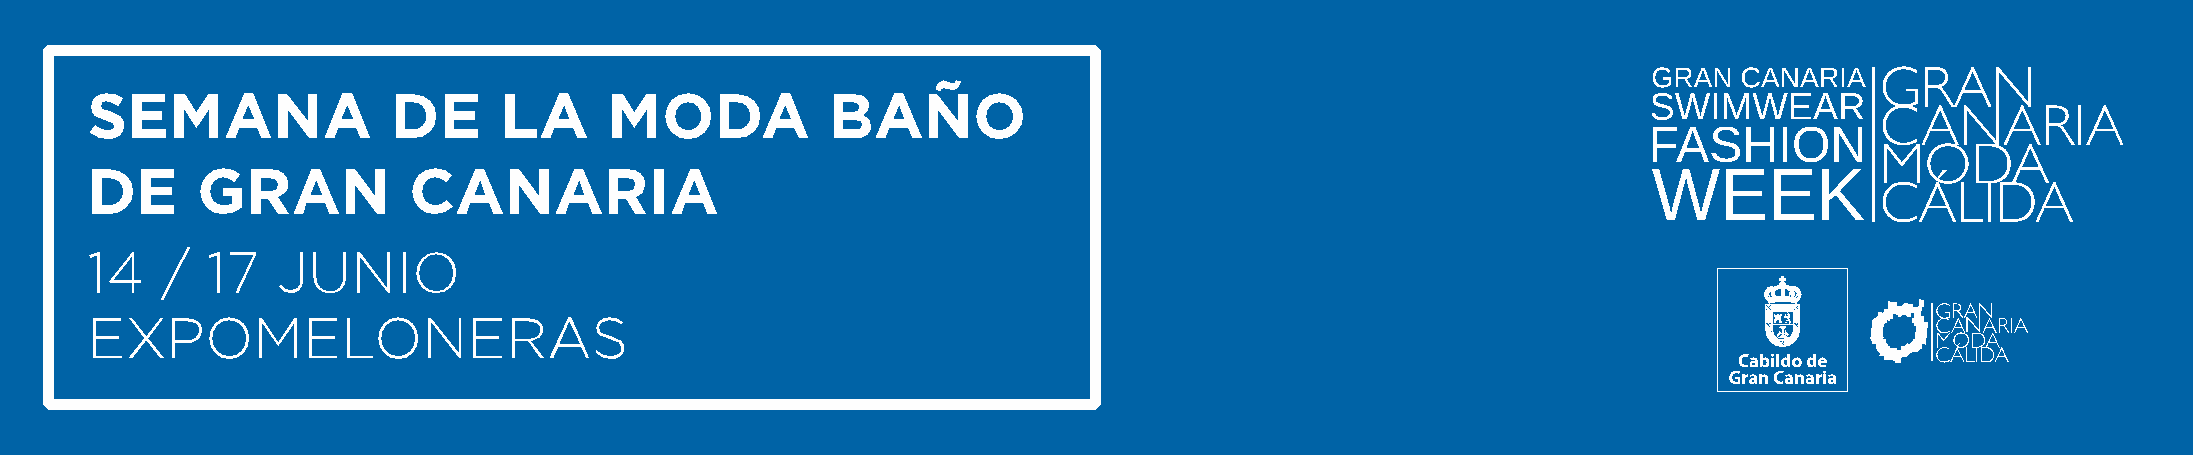 SEMANA DE LA MODA BAÑO
DE GRAN CANARIA
14 / 17 JUNIO
EXPOMELONERAS
GRAN CANARIA
SWIMWEAR
FASHION
WEEK
GRAN
CANARIA
MODA
CÁLIDA
Cabildo de
Gran Canaria
GRAN
CANARIA
MODA
CÁLIDA